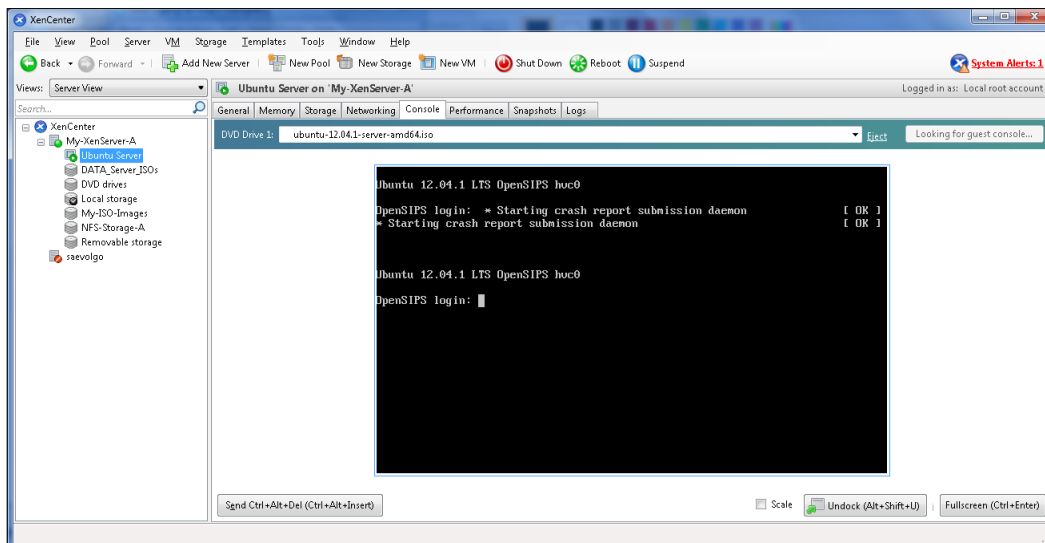 XenCenter
File View Pool Server VM Storage Templates Tools Window Help
Back Forward Add New Server New Pool New Storage New VM Shut Down Reboot Suspend System Alerts: 1
Views: Server View Ubuntu Server on 'My-XenServer-A' Logged in as: Local root account
Search... General Memory Storage Networking Console Performance Snapshots Logs
XenCenter
My-XenServer-A
Ubuntu Server
DATA_Server_ISOs
DVD drives
Local storage
My-ISO-Images
NFS-Storage-A
Removable storage
saevolgo
DVD Drive 1: ubuntu-12.04.1-server-amd64.iso Eject Looking for guest console...
Ubuntu 12.04.1 LTS OpenSIPS hvc0
OpenSIPS login: * Starting crash report submission daemon [ OK ]
* Starting crash report submission daemon [ OK ]
Ubuntu 12.04.1 LTS OpenSIPS hvc0
OpenSIPS login:
Send Ctrl+Alt+Del (Ctrl+Alt+Insert) Scale Undock (Alt+Shift+U) Fullscreen (Ctrl+Enter)